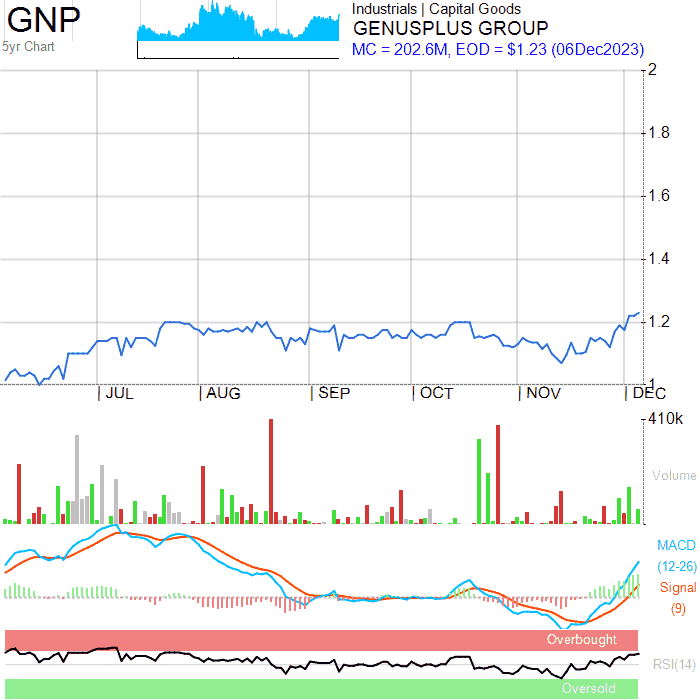 GNP
5yr Chart
Industrials | Capital Goods
GENUSPLUS GROUP
MC = 202.6M, EOD = $1.23 (06Dec2023)
2
1.8
1.6
1.4
1.2
1
| JUL | AUG | SEP | OCT | NOV | DEC
410k
Volume
MACD
(12-26)
Signal
(9)
Overbought
RSI(14)
Oversold